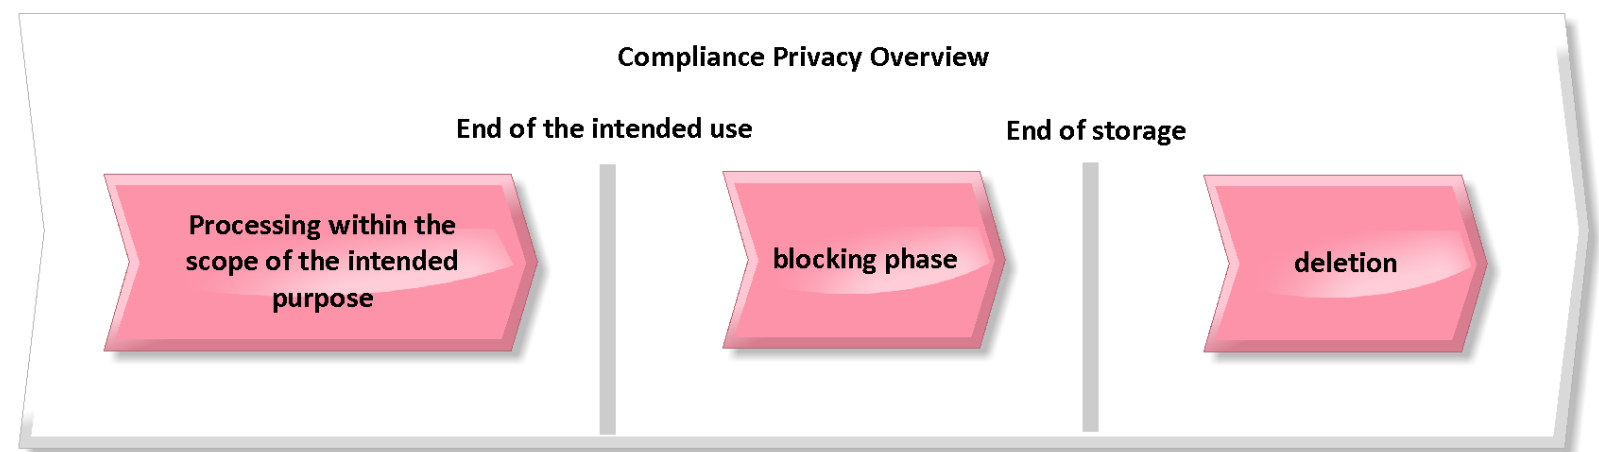 Compliance Privacy Overview
End of the intended use
End of storage
Processing within the
scope of the intended
purpose
blocking phase
deletion